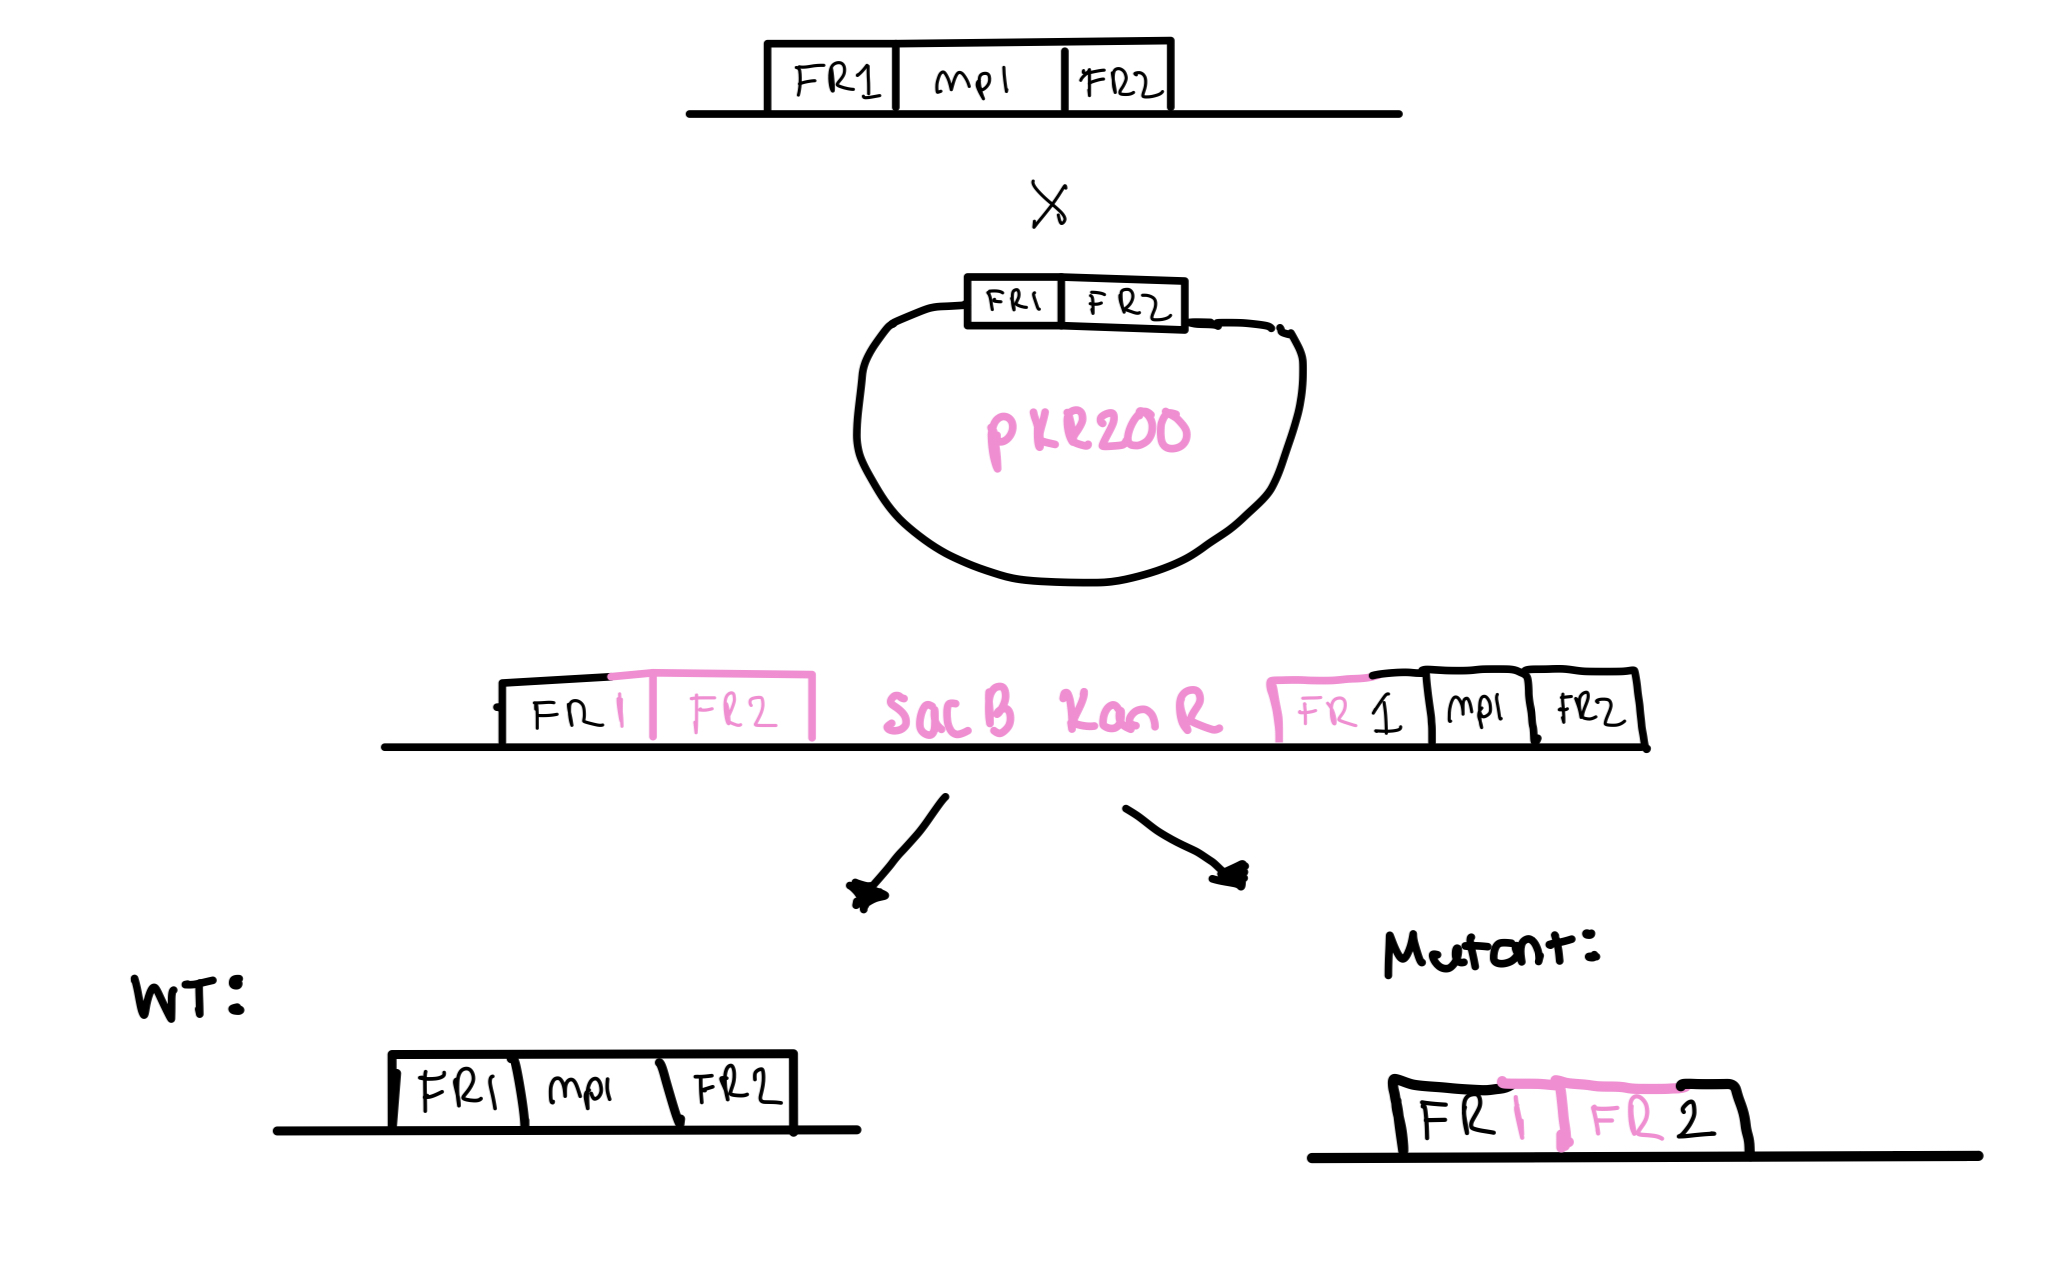 FR1 mpl FR2
X
FR1 FR2
pKR200
FR1 FR2 sacB KanR FR1 mpl FR2
Mutant:
WT:
FR1 mpl FR2
FR1 FR2